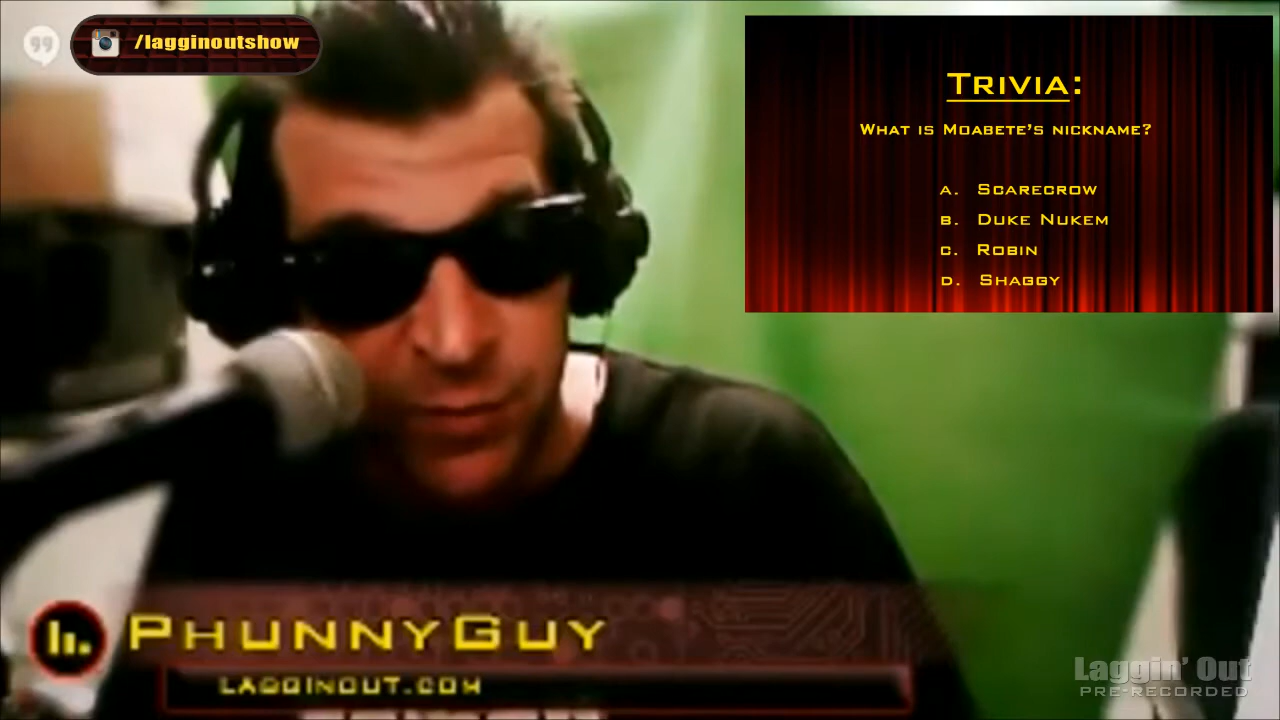 /lagginoutshow
Trivia:
What is Moabete's nickname?
a. Scarecrow
b. Duke Nukem
c. Robin
d. Shaggy
PhunnyGuy
lagginout.com
Laggin' Out
PRE-RECORDED